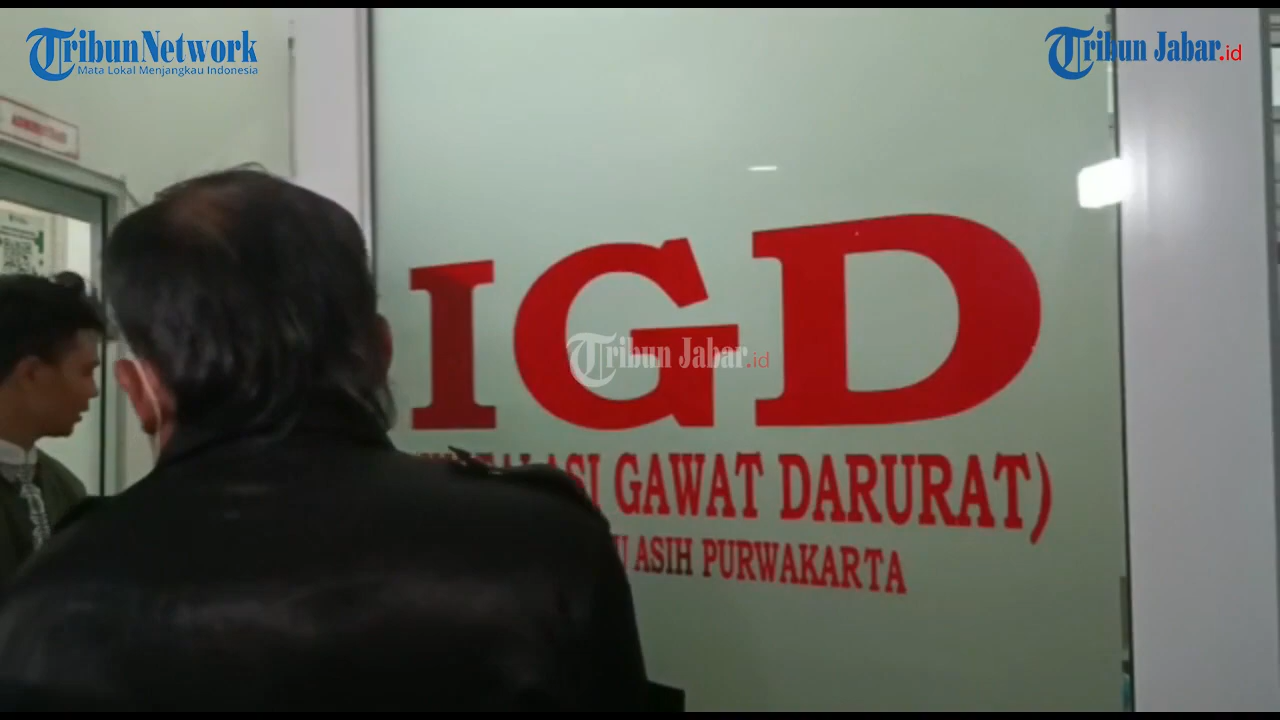 TribunNetwork
Mata Lokal Menjangkau Indonesia
Tribun Jabar.id
IGD
Tribun Jabar.id
GAWAT DARURAT)
ASIH PURWAKARTA